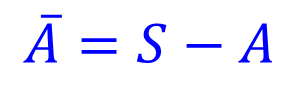 Ā = S − A